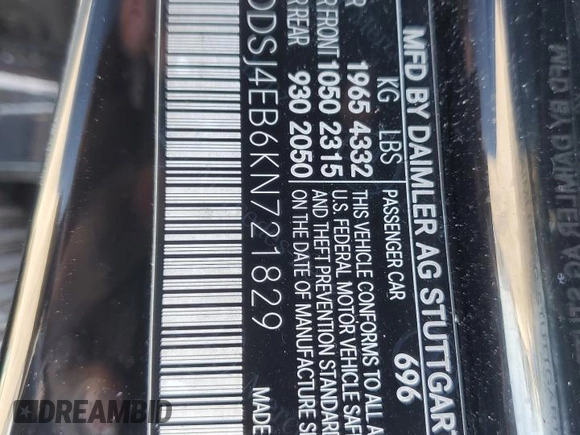 MFD BY DAIMLER AG STUTTGAR
696
KG LBS
PASSENGER CAR
R 1965 4332
THIS VEHICLE CONFORMS TO ALL A
FRONT 1050 2315
U.S. FEDERAL MOTOR VEHICLE SAF
AND THEFT PREVENTION STANDARD
R REAR 930 2050
ON THE DATE OF MANUFACTURE S
DDSJ4EB6KN721829
MADE
DREAMBID